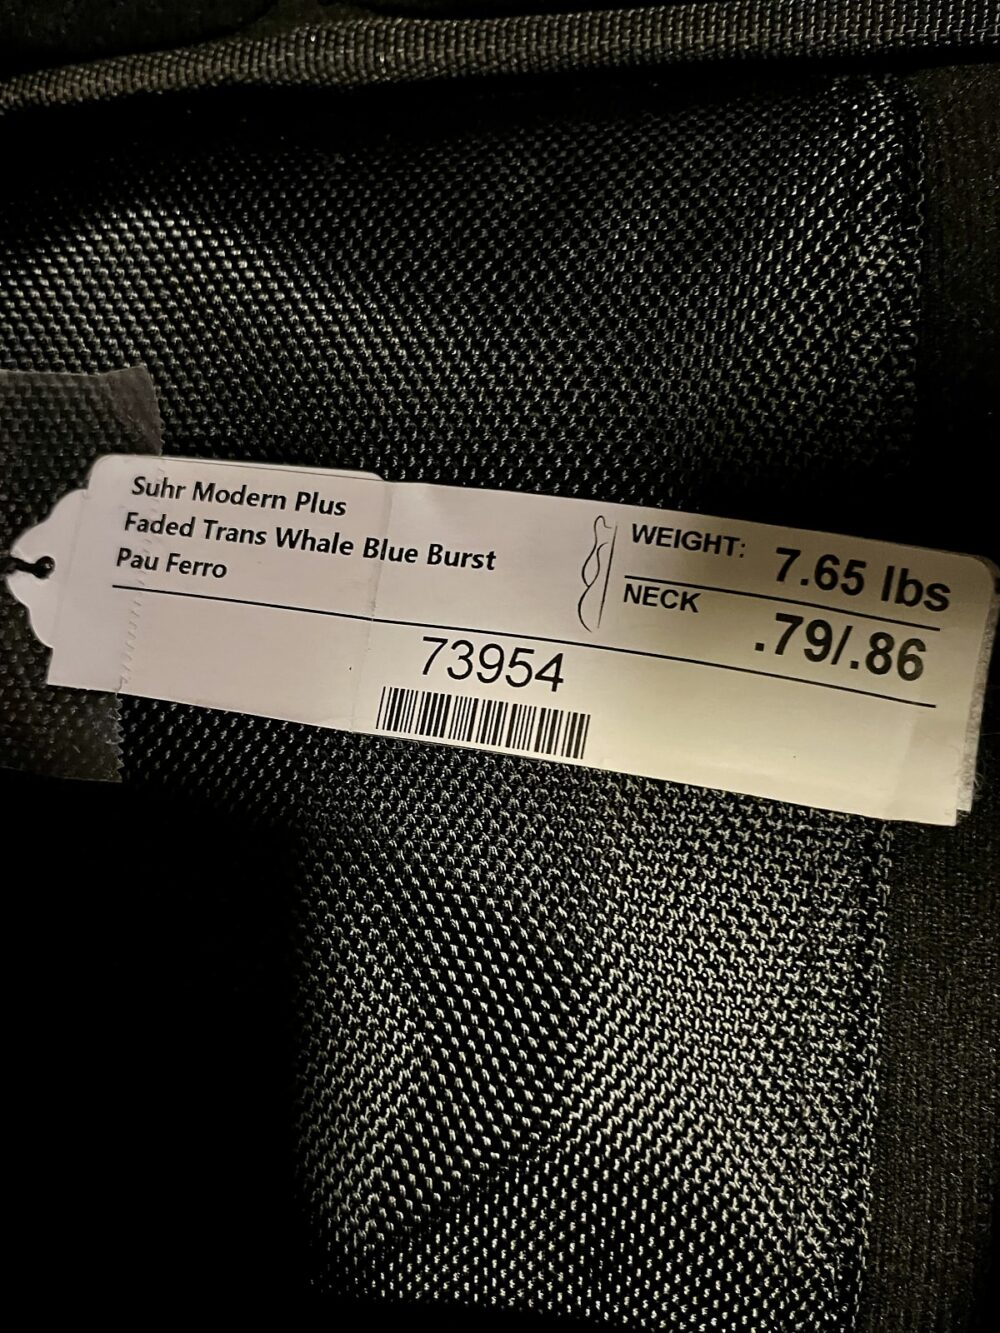 Suhr Modern Plus
Faded Trans Whale Blue Burst
Pau Ferro
WEIGHT: 7.65 lbs
NECK .79/.86
73954